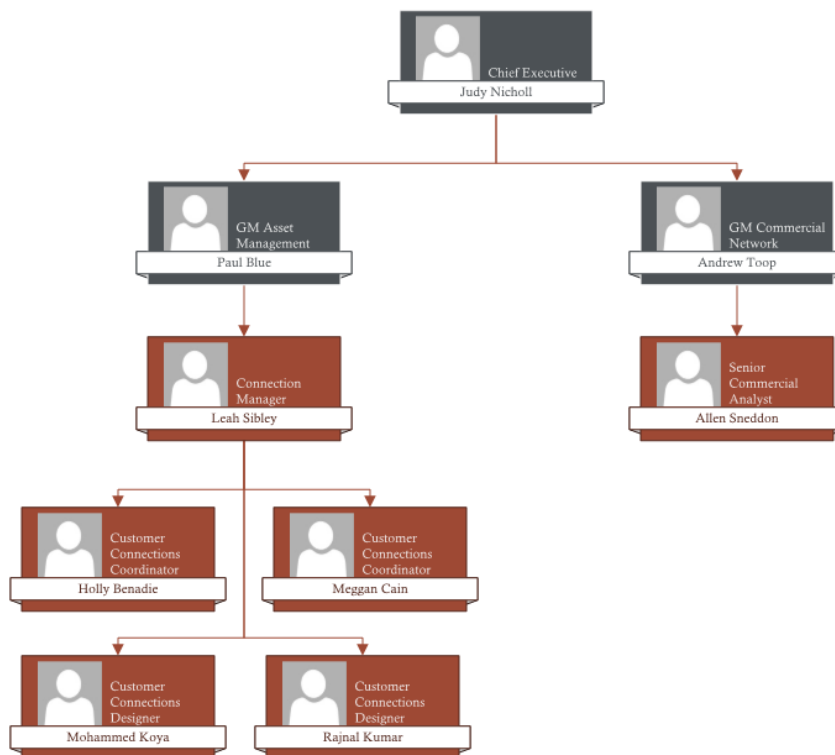 Chief Executive
Judy Nicholl
GM Asset
Management
Paul Blue
GM Commercial
Network
Andrew Toop
Connection
Manager
Leah Sibley
Senior
Commercial
Analyst
Allen Sneddon
Customer
Connections
Coordinator
Holly Benadie
Customer
Connections
Coordinator
Meggan Cain
Customer
Connections
Designer
Mohammed Koya
Customer
Connections
Designer
Rajnal Kumar